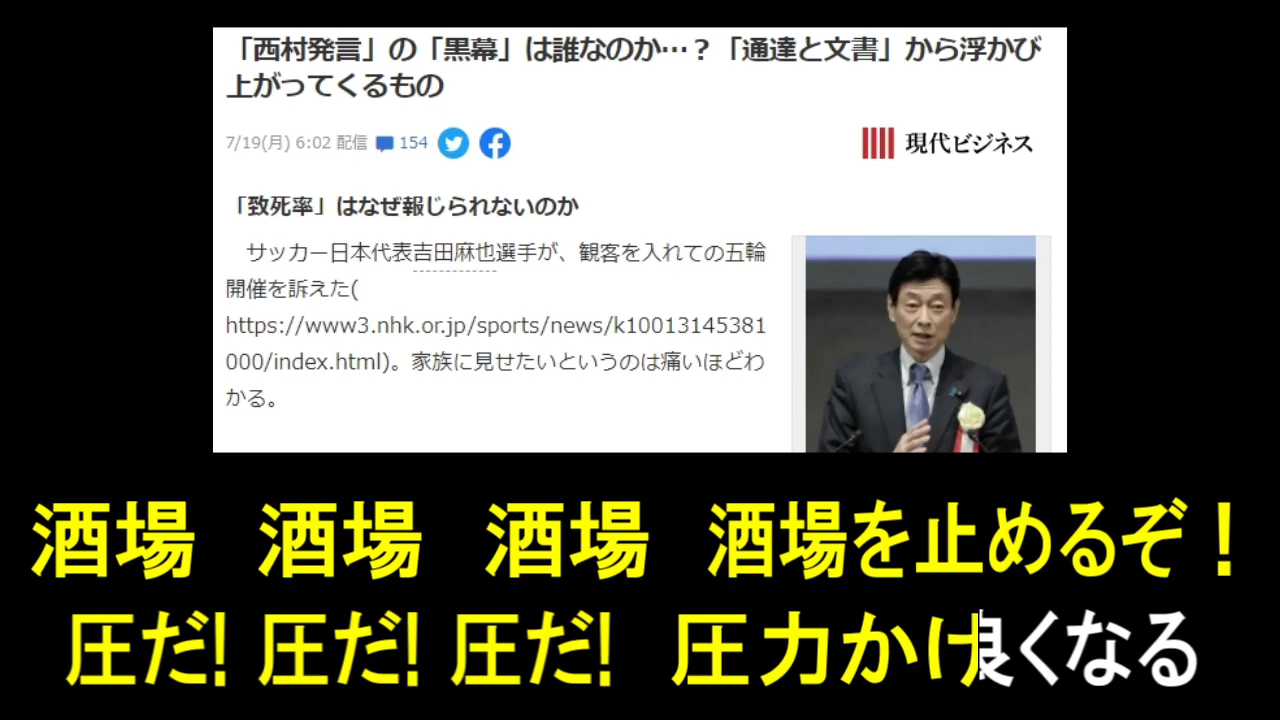 「西村発言」の「黒幕」は誰なのか…？「通達と文書」から浮かび
上がってくるもの
7/19(月) 6:02 配信 154
現代ビジネス
「致死率」はなぜ報じられないのか
サッカー日本代表吉田麻也選手が、観客を入れての五輪
開催を訴えた(
https://www3.nhk.or.jp/sports/news/k10013145381
000/index.html)。家族に見せたいというのは痛いほどわ
かる。
酒場　酒場　酒場　酒場を止めるぞ！
圧だ！圧だ！圧だ！　圧力かけ良くなる